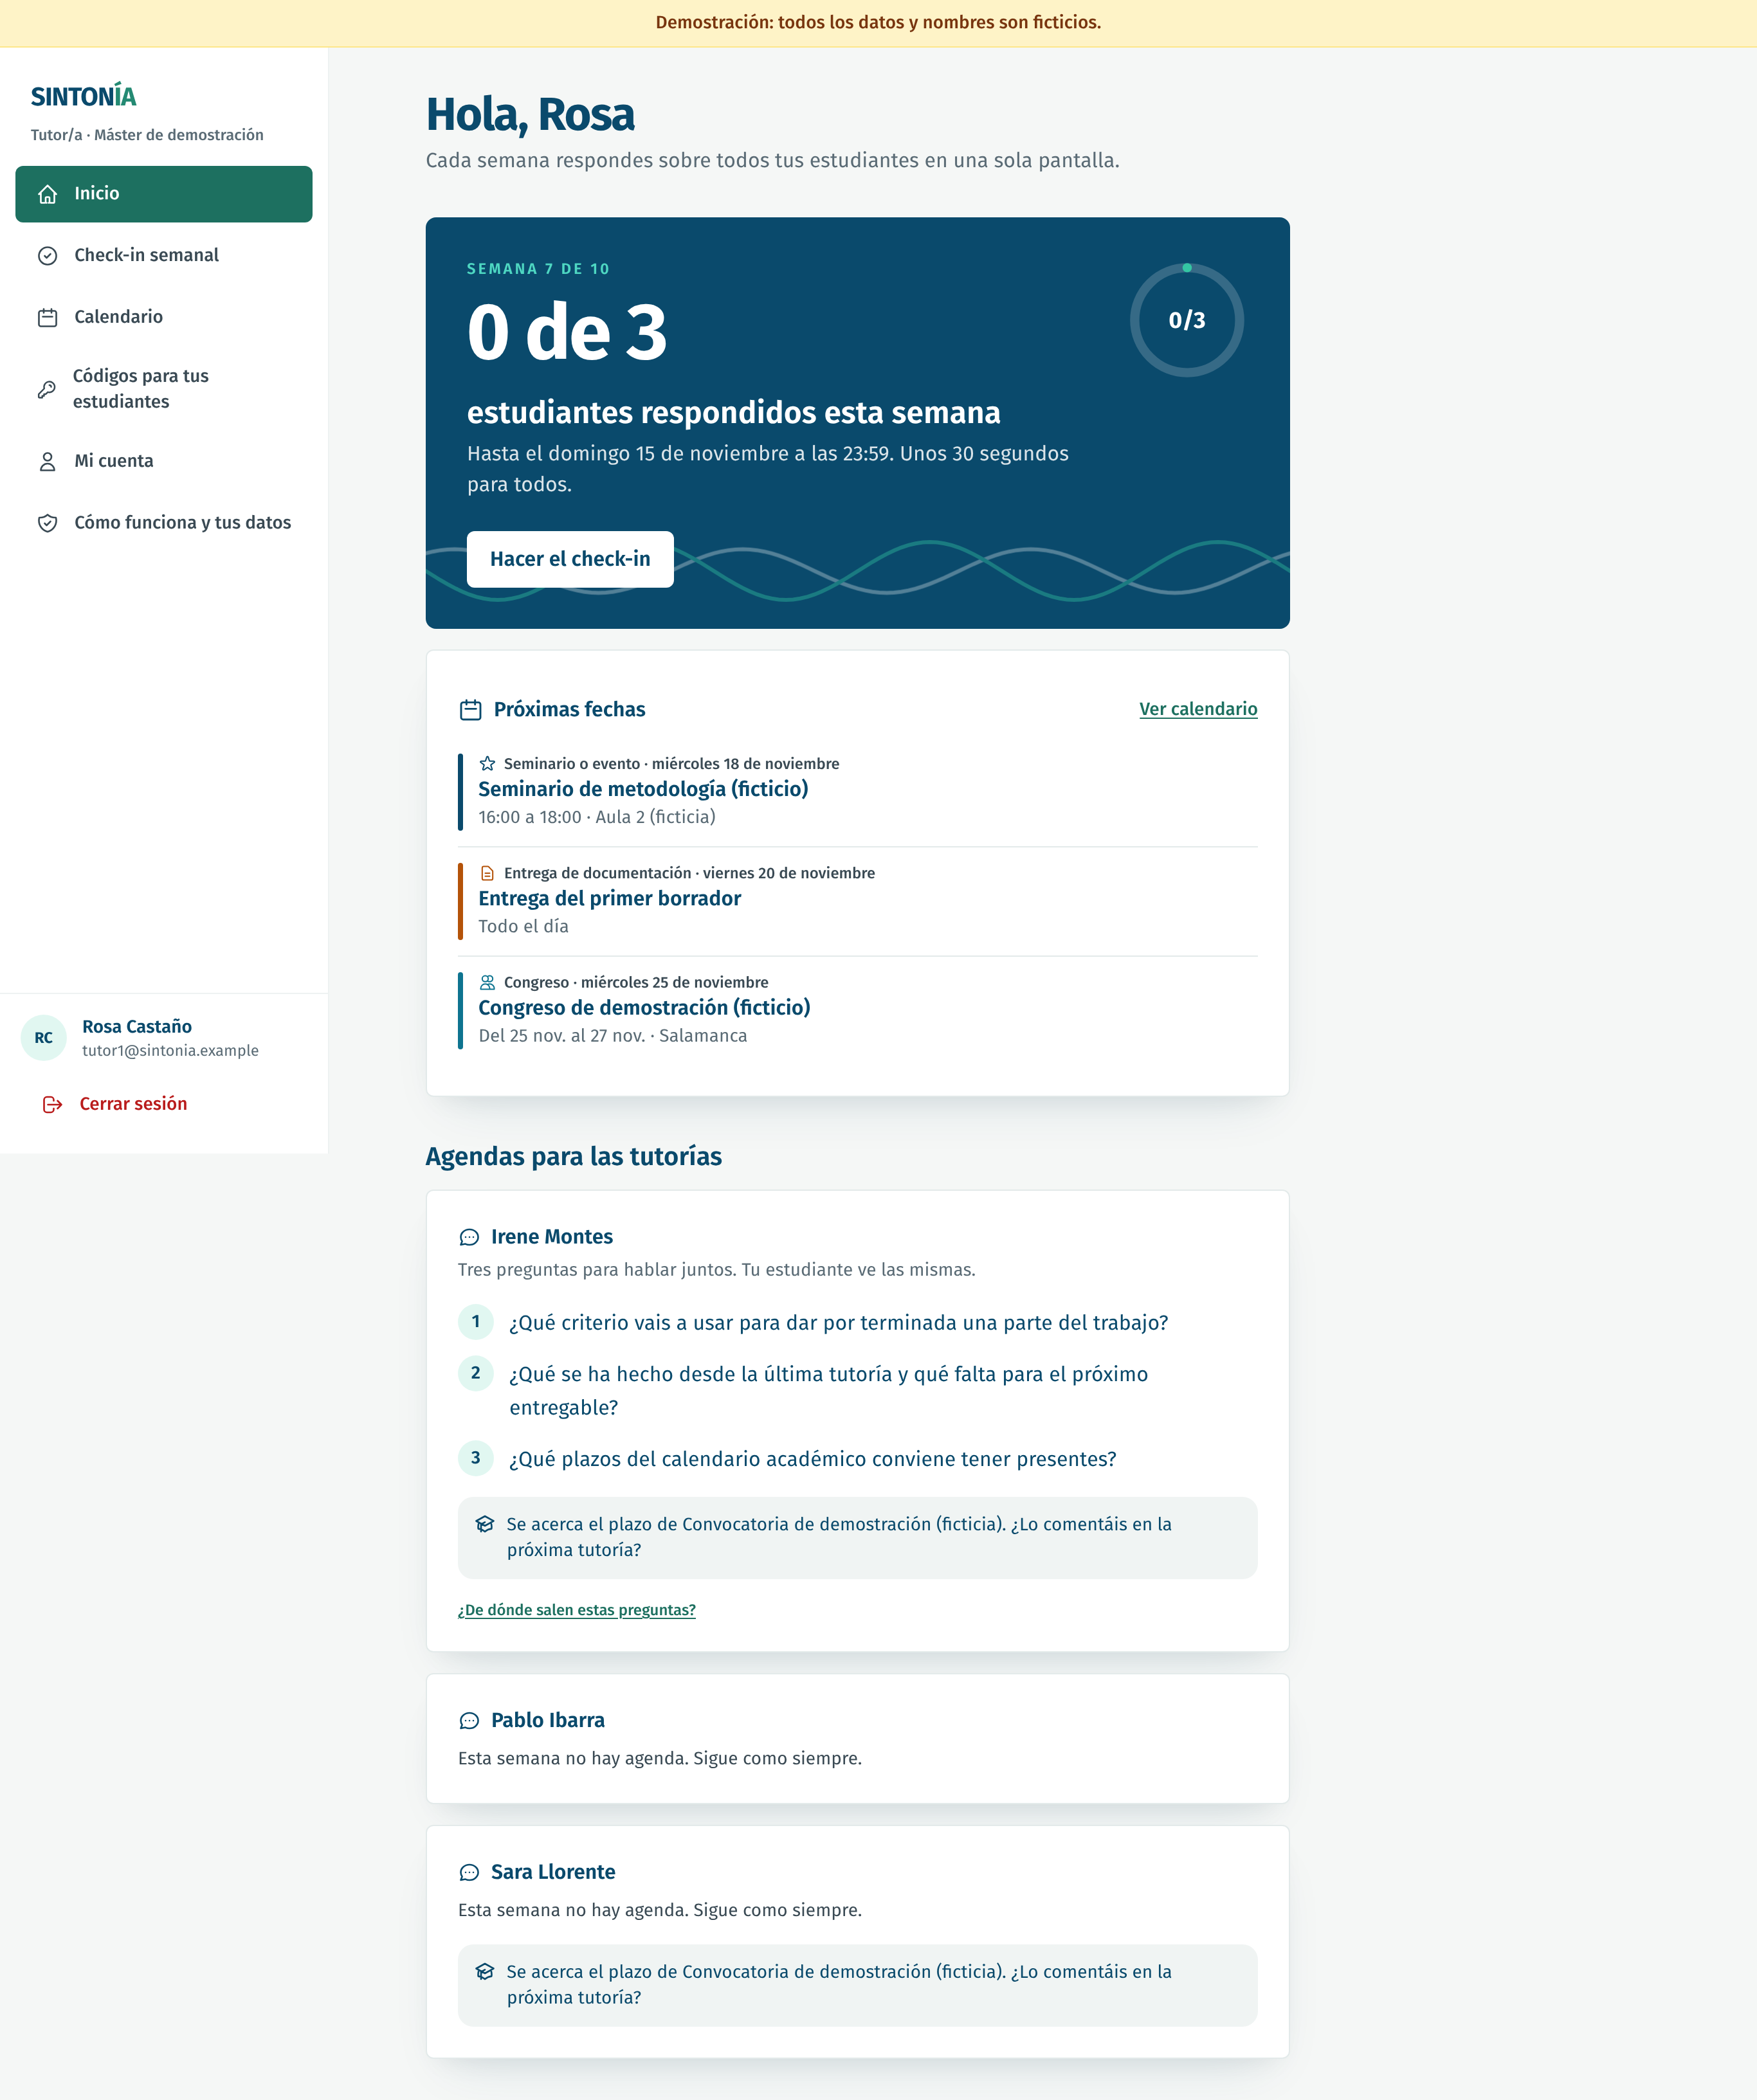 Demostración: todos los datos y nombres son ficticios.
SINTONÍA
Tutor/a · Máster de demostración
Inicio
Check-in semanal
Calendario
Códigos para tus
estudiantes
Mi cuenta
Cómo funciona y tus datos
RC
Rosa Castaño
tutor1@sintonia.example
Cerrar sesión
Hola, Rosa
Cada semana respondes sobre todos tus estudiantes en una sola pantalla.
SEMANA 7 DE 10
0 de 3
0/3
estudiantes respondidos esta semana
Hasta el domingo 15 de noviembre a las 23:59. Unos 30 segundos
para todos.
Hacer el check-in
Próximas fechas
Ver calendario
Seminario o evento · miércoles 18 de noviembre
Seminario de metodología (ficticio)
16:00 a 18:00 · Aula 2 (ficticia)
Entrega de documentación · viernes 20 de noviembre
Entrega del primer borrador
Todo el día
Congreso · miércoles 25 de noviembre
Congreso de demostración (ficticio)
Del 25 nov. al 27 nov. · Salamanca
Agendas para las tutorías
Irene Montes
Tres preguntas para hablar juntos. Tu estudiante ve las mismas.
1 ¿Qué criterio vais a usar para dar por terminada una parte del trabajo?
2 ¿Qué se ha hecho desde la última tutoría y qué falta para el próximo
entregable?
3 ¿Qué plazos del calendario académico conviene tener presentes?
Se acerca el plazo de Convocatoria de demostración (ficticia). ¿Lo comentáis en la
próxima tutoría?
¿De dónde salen estas preguntas?
Pablo Ibarra
Esta semana no hay agenda. Sigue como siempre.
Sara Llorente
Esta semana no hay agenda. Sigue como siempre.
Se acerca el plazo de Convocatoria de demostración (ficticia). ¿Lo comentáis en la
próxima tutoría?